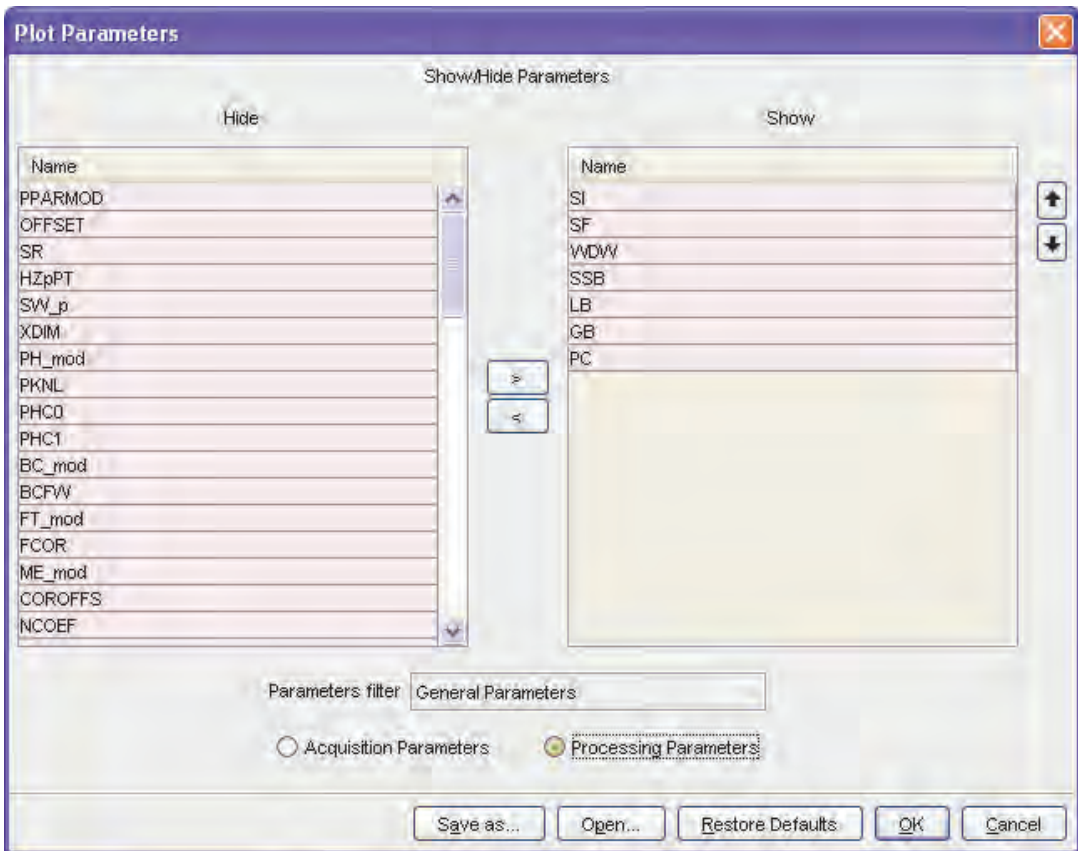 Plot Parameters
Show/Hide Parameters
Hide
Show
Name
PPARMOD
OFFSET
SR
HZpPT
SW_p
XDIM
PH_mod
PKNL
PHC0
PHC1
BC_mod
BCFW
FT_mod
FCOR
ME_mod
COROFFS
NCOEF
>
<
Name
SI
SF
WDW
SSB
LB
GB
PC
Parameters filter General Parameters
Acquisition Parameters Processing Parameters
Save as... Open... Restore Defaults OK Cancel